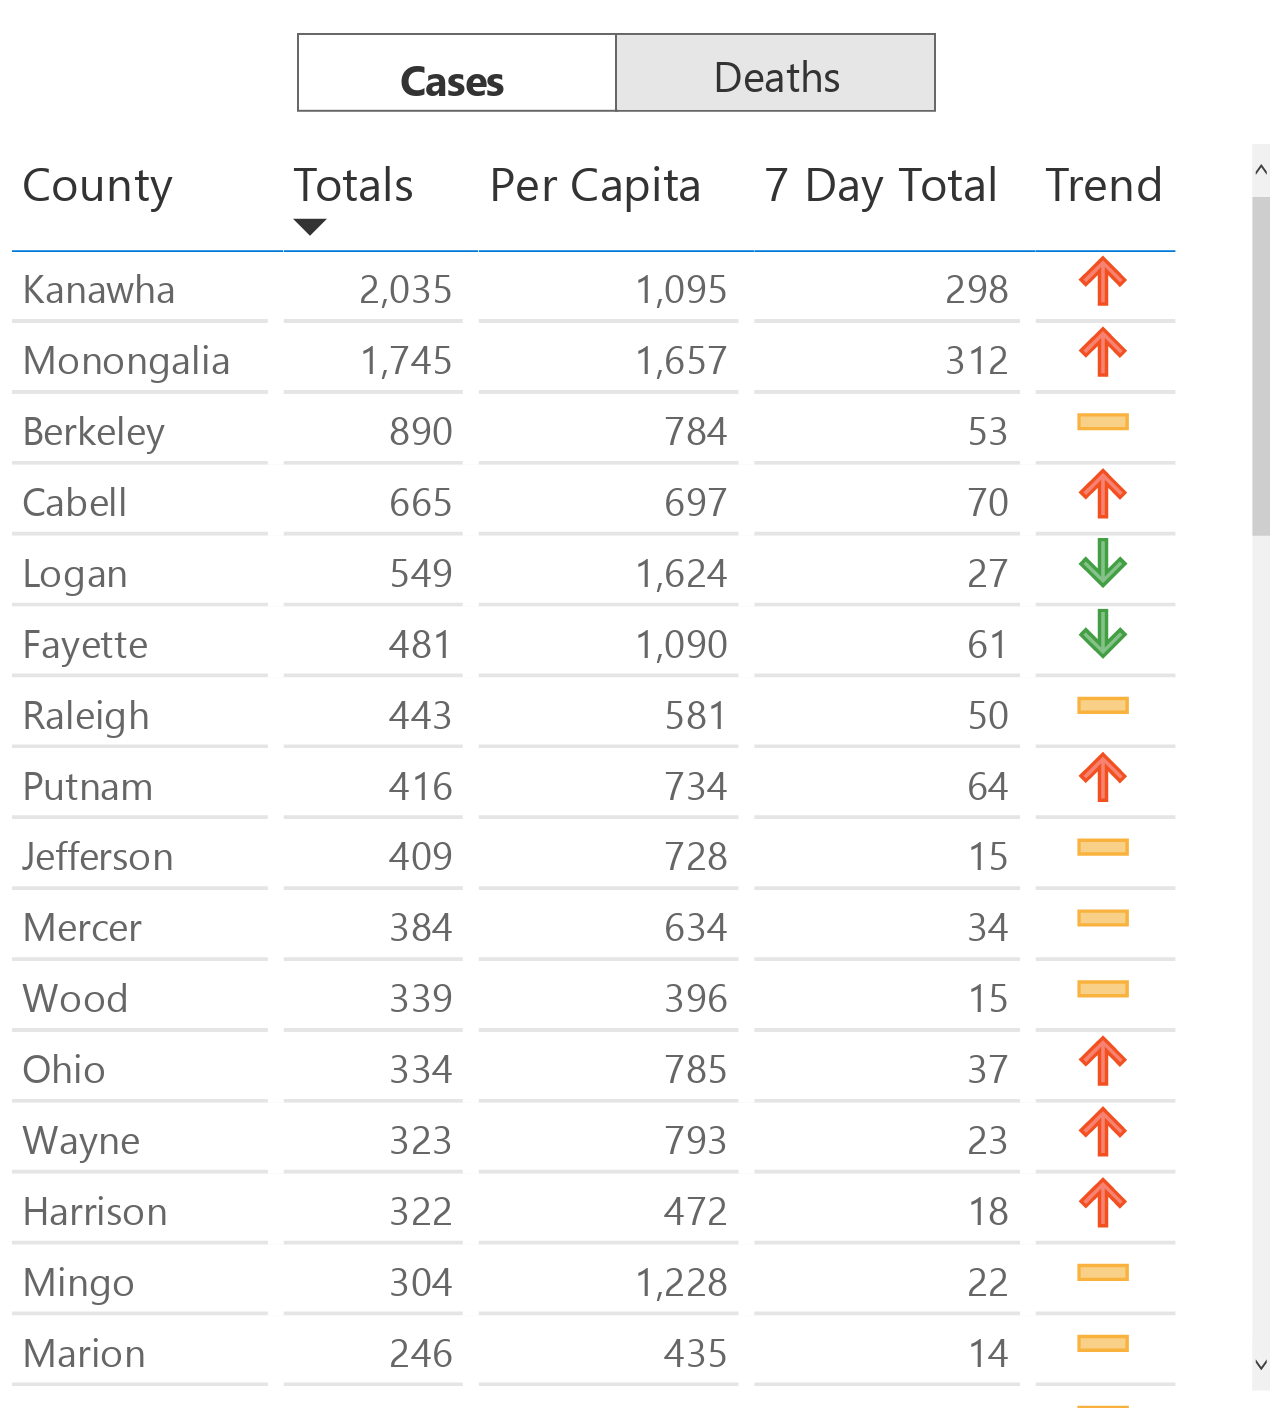 Cases Deaths
County Totals Per Capita 7 Day Total Trend
Kanawha 2,035 1,095 298
Monongalia 1,745 1,657 312
Berkeley 890 784 53
Cabell 665 697 70
Logan 549 1,624 27
Fayette 481 1,090 61
Raleigh 443 581 50
Putnam 416 734 64
Jefferson 409 728 15
Mercer 384 634 34
Wood 339 396 15
Ohio 334 785 37
Wayne 323 793 23
Harrison 322 472 18
Mingo 304 1,228 22
Marion 246 435 14